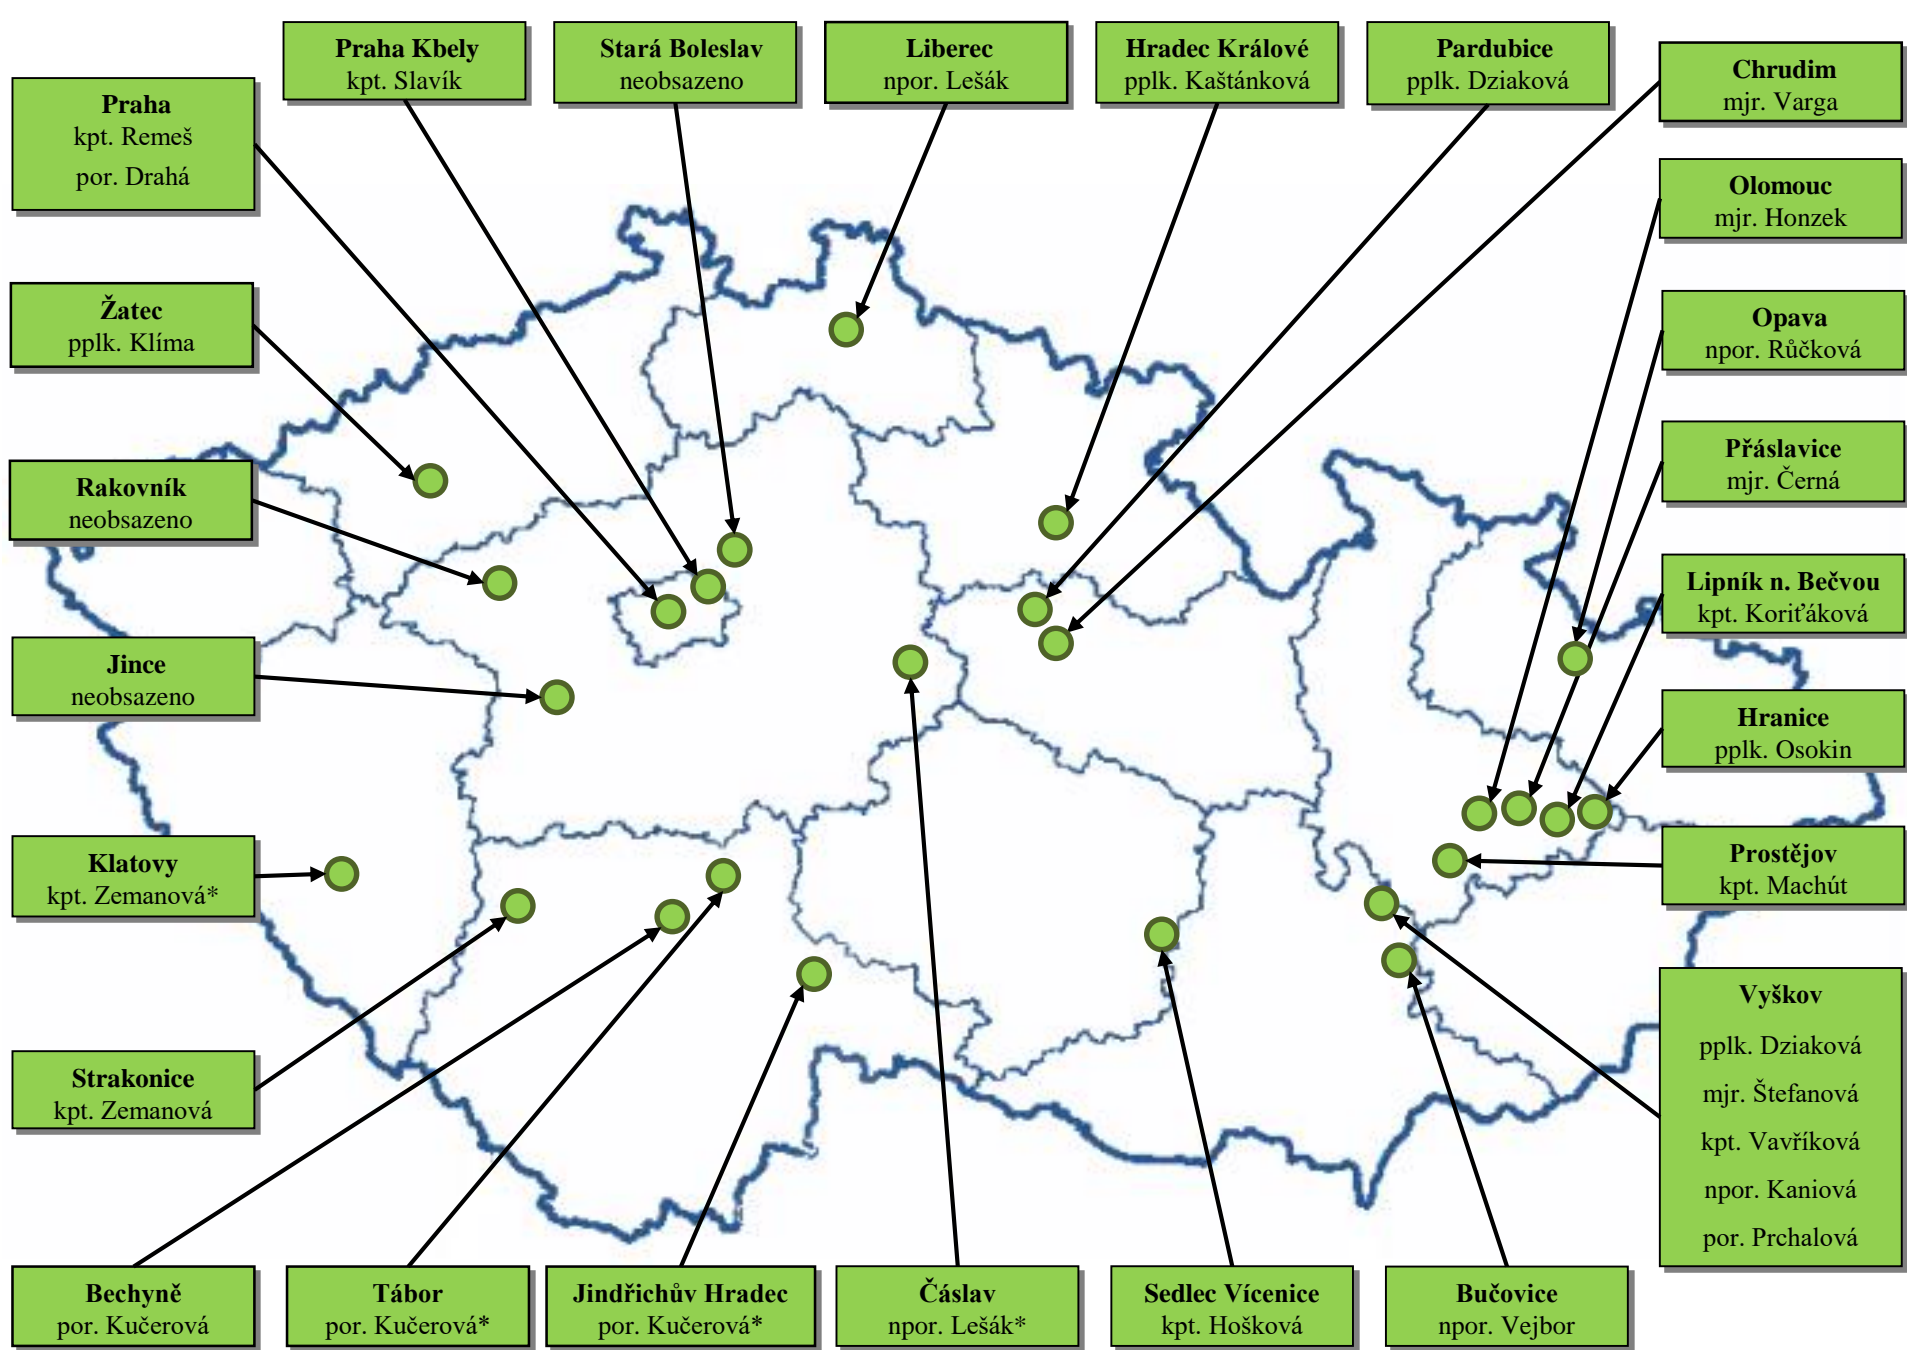 Praha Kbely
kpt. Slavík
Stará Boleslav
neobsazeno
Liberec
npor. Lešák
Hradec Králové
pplk. Kaštánková
Pardubice
pplk. Dziaková
Chrudim
mjr. Varga
Praha
kpt. Remeš
por. Drahá
Olomouc
mjr. Honzek
Žatec
pplk. Klíma
Opava
npor. Růčková
Přáslavice
mjr. Černá
Rakovník
neobsazeno
Lipník n. Bečvou
kpt. Koriťáková
Jince
neobsazeno
Hranice
pplk. Osokin
Klatovy
kpt. Zemanová*
Prostějov
kpt. Machút
Vyškov
pplk. Dziaková
mjr. Štefanová
kpt. Vavříková
npor. Kaniová
por. Prchalová
Strakonice
kpt. Zemanová
Bechyně
por. Kučerová
Tábor
por. Kučerová*
Jindřichův Hradec
por. Kučerová*
Čáslav
npor. Lešák*
Sedlec Vícenice
kpt. Hošková
Bučovice
npor. Vejbor